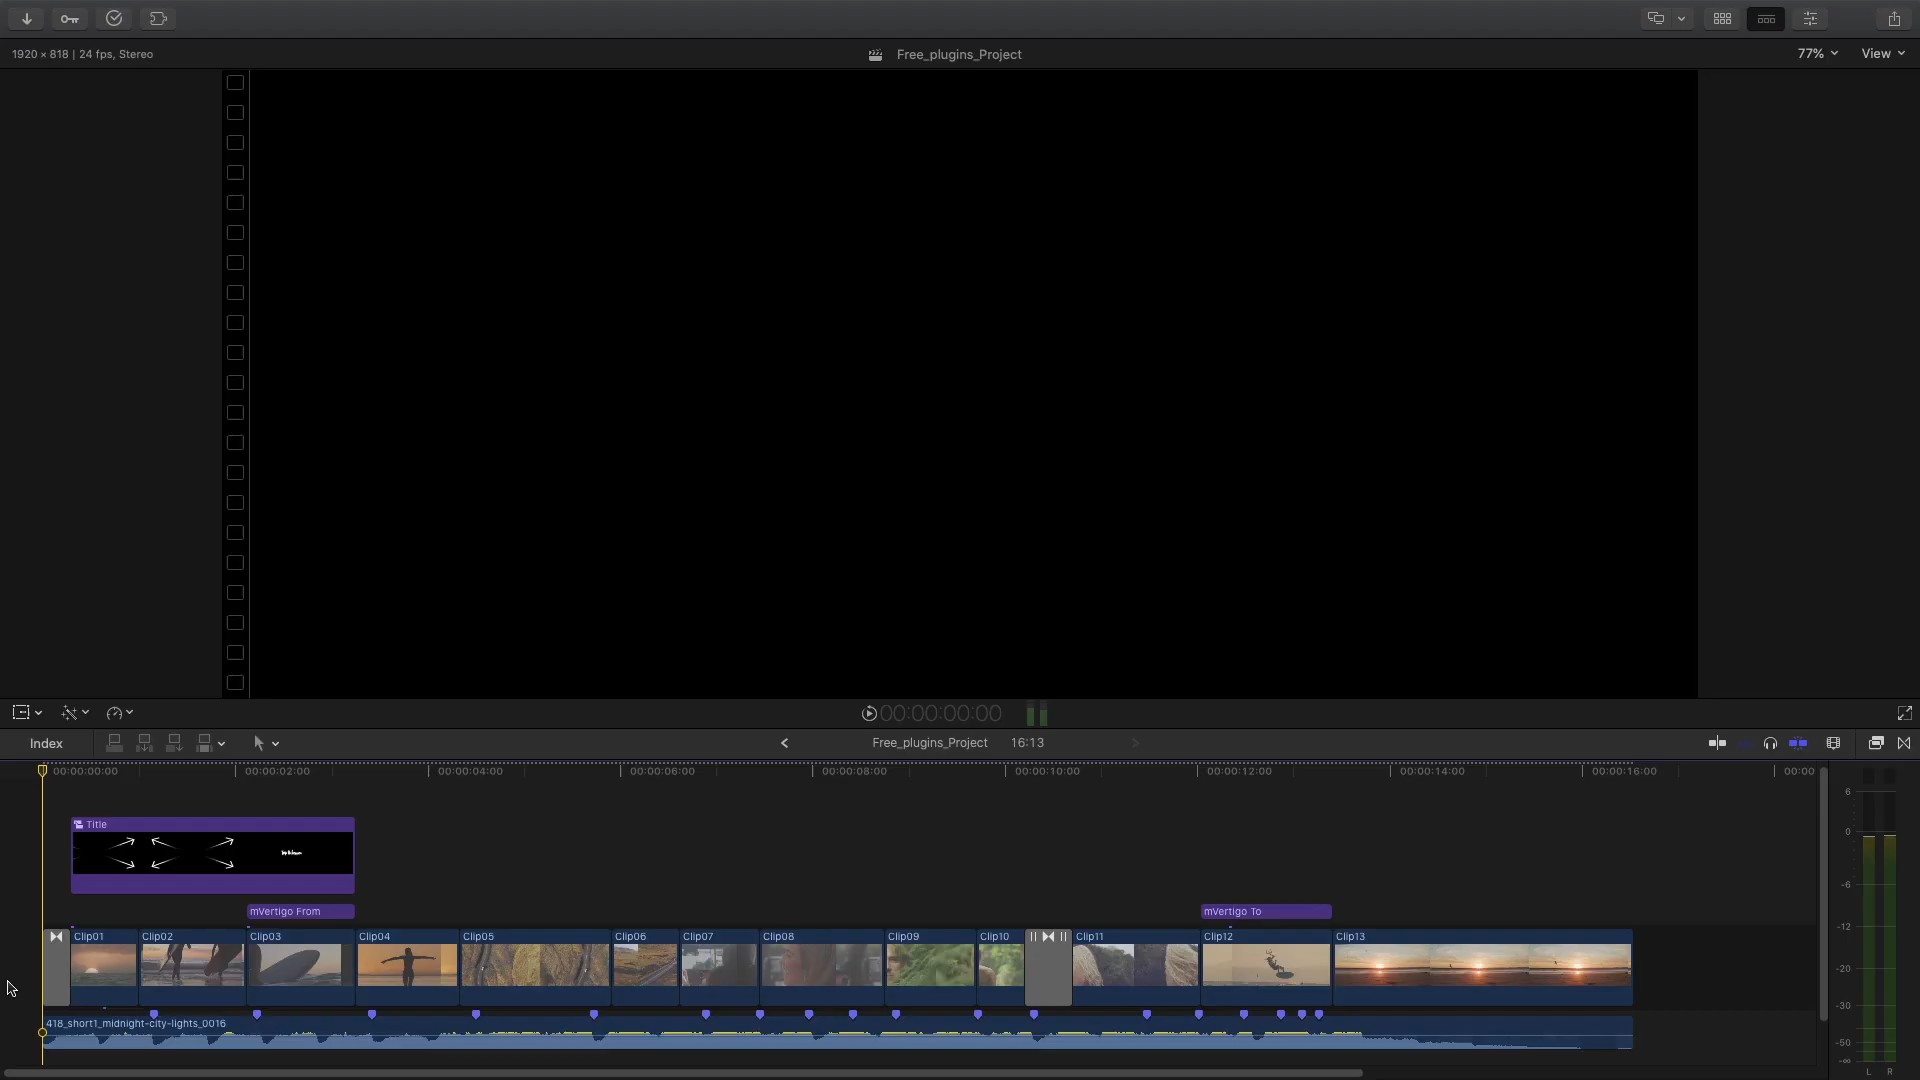 1920 × 818 | 24 fps, Stereo
Free_plugins_Project
77%
View
00:00:00:00
Index
Free_plugins_Project
16:13
00:00:00:00
00:00:02:00
00:00:04:00
00:00:06:00
00:00:08:00
00:00:10:00
00:00:12:00
00:00:14:00
00:00:16:00
00:00
Title
mVertigo From
mVertigo To
Clip01
Clip02
Clip03
Clip04
Clip05
Clip06
Clip07
Clip08
Clip09
Clip10
Clip11
Clip12
Clip13
418_short1_midnight-city-lights_0016
6
0
-6
-12
-20
-30
-50
-∞
L
R